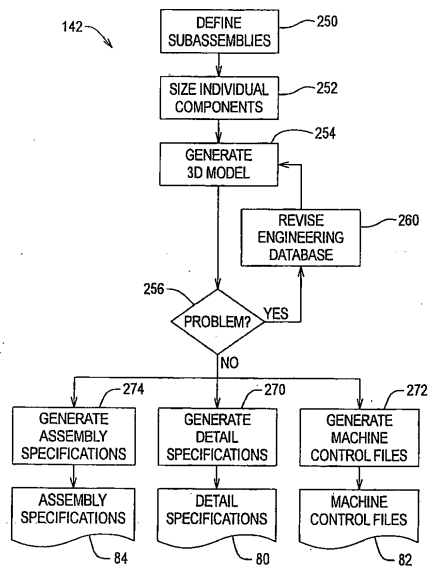 142
DEFINE
SUBASSEMBLIES
250
SIZE INDIVIDUAL
COMPONENTS
252
254
GENERATE
3D MODEL
REVISE
ENGINEERING
DATABASE
260
256
PROBLEM?
YES
NO
274
GENERATE
ASSEMBLY
SPECIFICATIONS
270
GENERATE
DETAIL
SPECIFICATIONS
272
GENERATE
MACHINE
CONTROL FILES
ASSEMBLY
SPECIFICATIONS
84
DETAIL
SPECIFICATIONS
80
MACHINE
CONTROL FILES
82